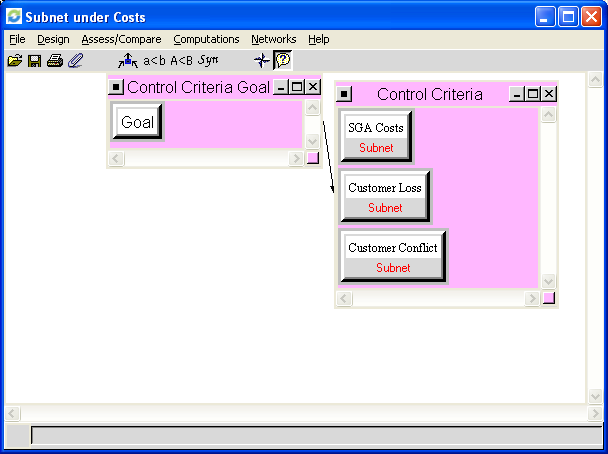 Subnet under Costs
File Design Assess/Compare Computations Networks Help
a<b A<B Syn ?
Control Criteria Goal
Goal
Control Criteria
SGA Costs
Subnet
Customer Loss
Subnet
Customer Conflict
Subnet